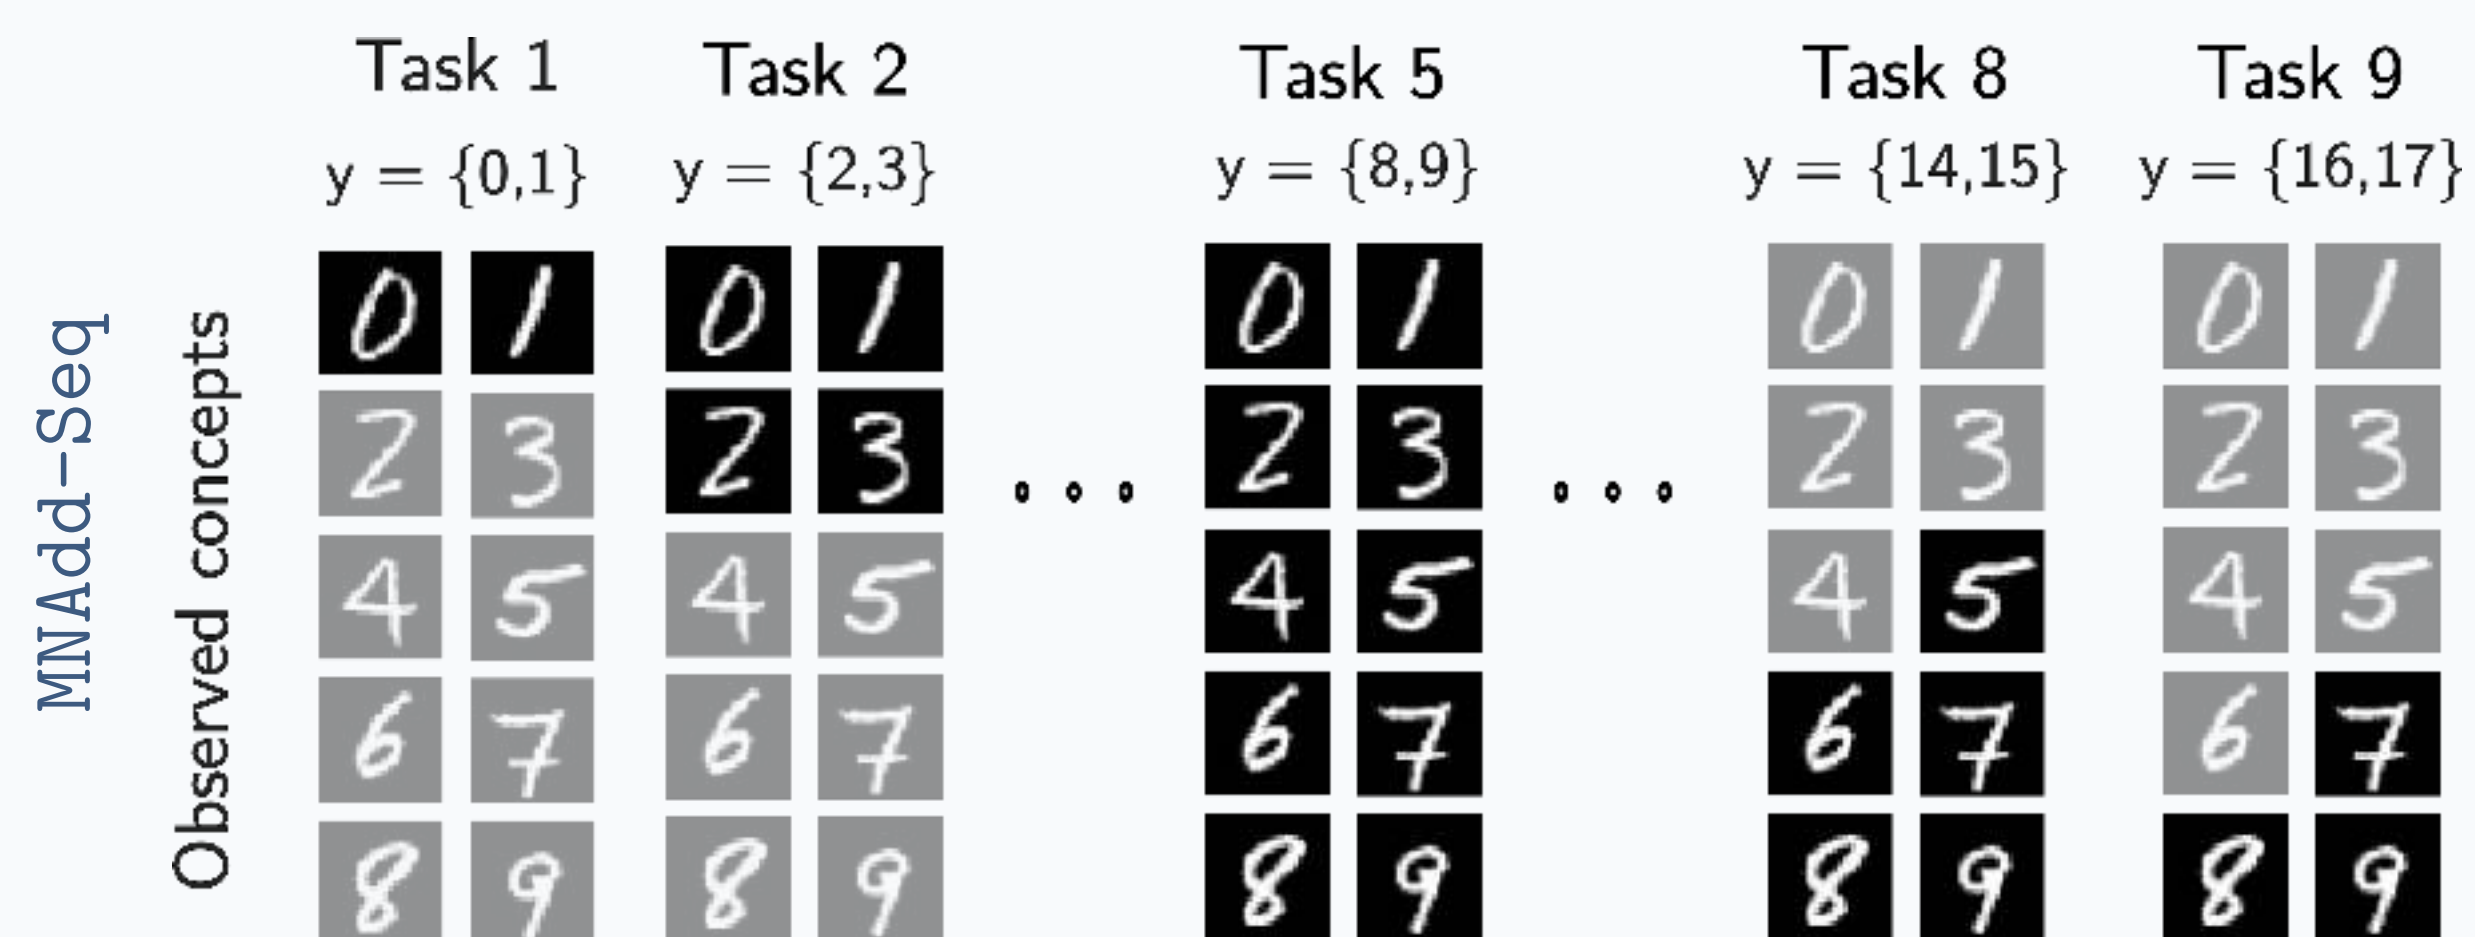 MNAdd-Seq
Observed concepts
Task 1 Task 2 Task 5 Task 8 Task 9
y = {0,1} y = {2,3} y = {8,9} y = {14,15} y = {16,17}
0 1 0 1 0 1 0 1 0 1
2 3 2 3 ... 2 3 ... 2 3 2 3
4 5 4 5 4 5 4 5 4 5
6 7 6 7 6 7 6 7 6 7
8 9 8 9 8 9 8 9 8 9